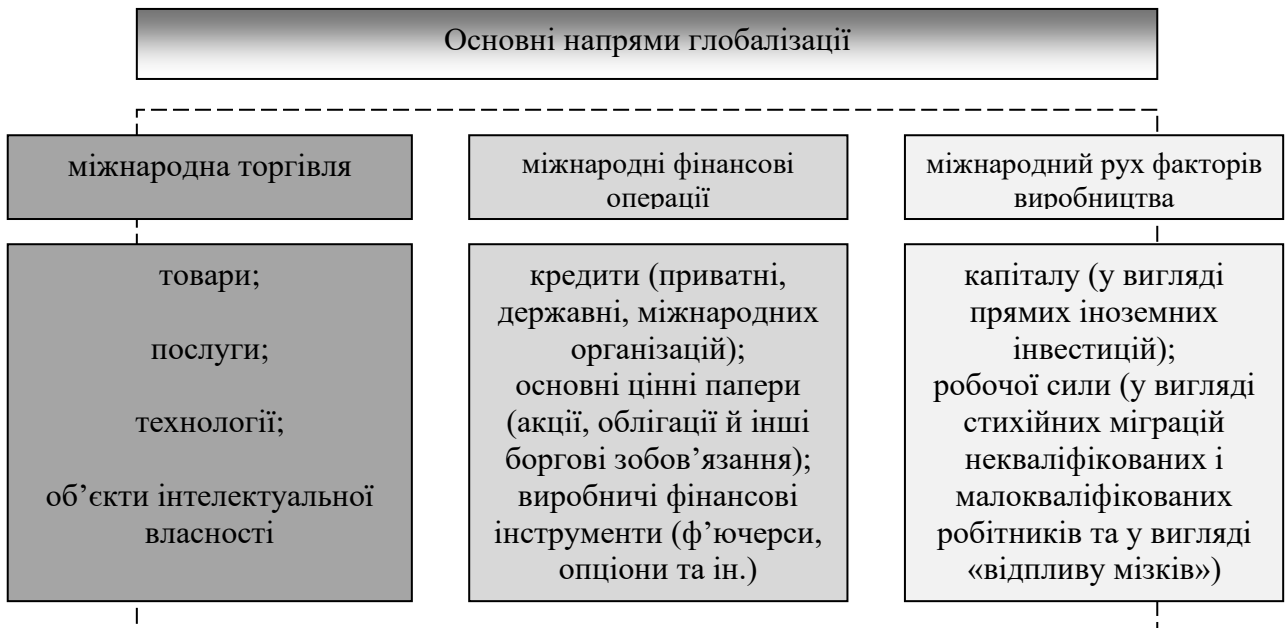 Основні напрями глобалізації
міжнародна торгівля
міжнародні фінансові
операції
міжнародний рух факторів
виробництва
товари;
послуги;
технології;
об’єкти інтелектуальної
власності
кредити (приватні,
державні, міжнародних
організацій);
основні цінні папери
(акції, облігації й інші
боргові зобов’язання);
виробничі фінансові
інструменти (ф’ючерси,
опціони та ін.)
капіталу (у вигляді
прямих іноземних
інвестицій);
робочої сили (у вигляді
стихійних міграцій
некваліфікованих і
малокваліфікованих
робітників та у вигляді
«відпливу мізків»)